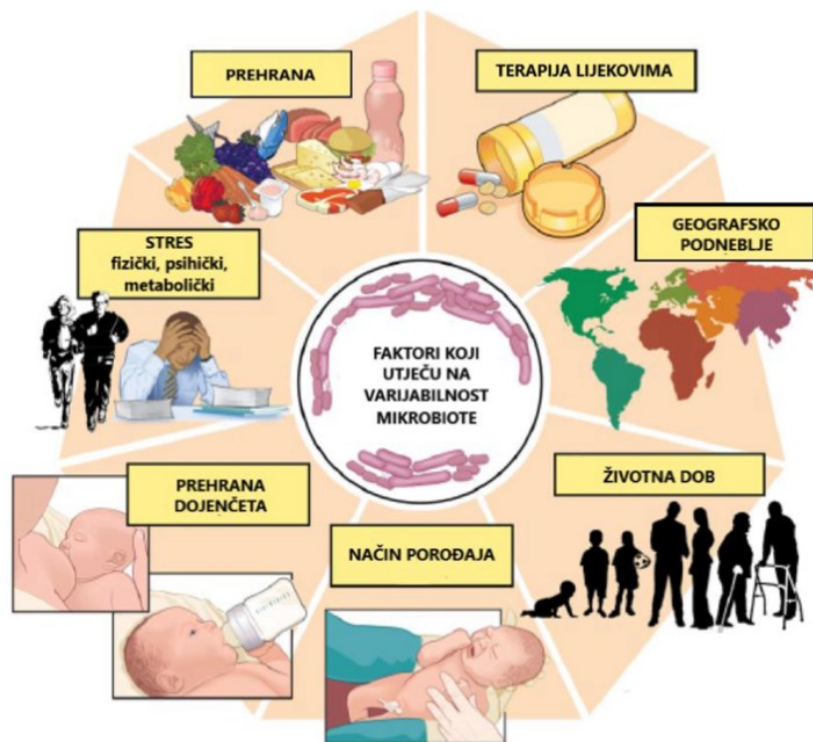 PREHRANA
TERAPIJA LIJEKOVIMA
GEOGRAFSKO
PODNEBLJE
STRES
fizički, psihički,
metabolički
FAKTORI KOJI
UTJEČU NA
VARIJABILNOST
MIKROBIOTE
ŽIVOTNA DOB
PREHRANA
DOJENČETA
NAČIN POROĐAJA